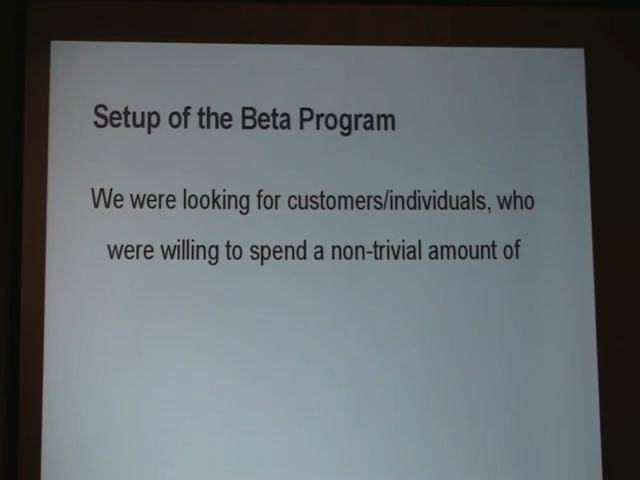 Setup of the Beta Program
We were looking for customers/individuals, who
were willing to spend a non-trivial amount of